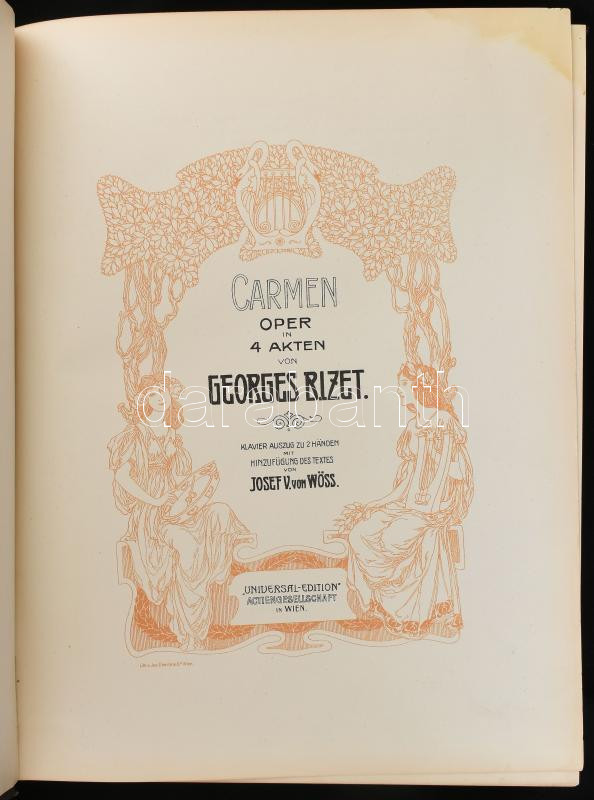 CARMEN
OPER
IN
4 AKTEN
VON
GEORGES BIZET.
darabanth
KLAVIER AUSZUG ZU 2 HÄNDEN
MIT
HINZUFÜGUNG DES TEXTES
VON
JOSEF V. VON WÖSS.
„UNIVERSAL-EDITION"
ACTIENGESELLSCHAFT
IN WIEN.